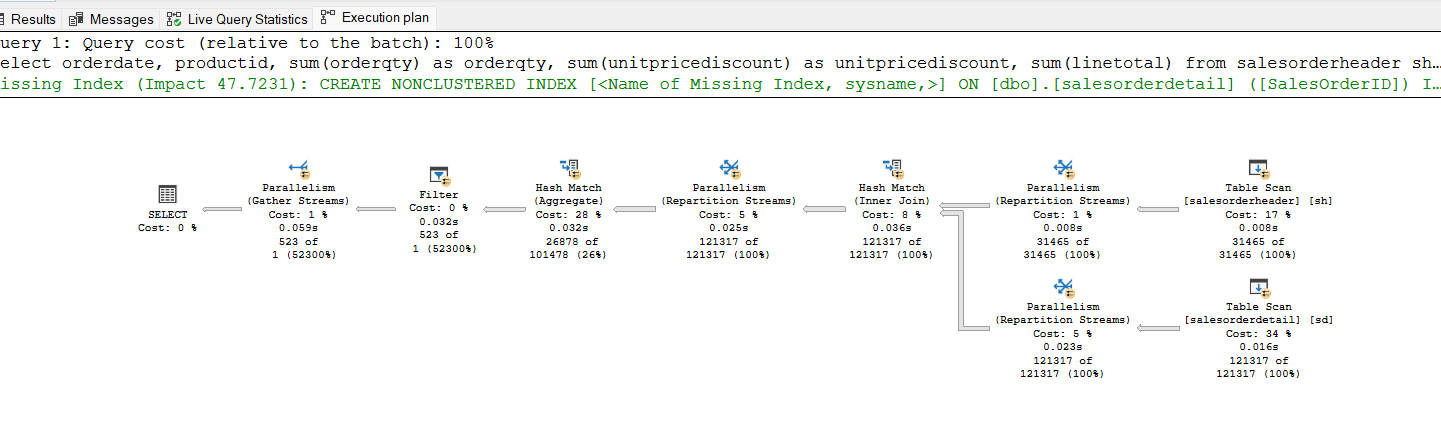 Results Messages Live Query Statistics Execution plan
uery 1: Query cost (relative to the batch): 100%
elect orderdate, productid, sum(orderqty) as orderqty, sum(unitpricediscount) as unitpricediscount, sum(linetotal) from salesorderheader sh…
issing Index (Impact 47.7231): CREATE NONCLUSTERED INDEX [<Name of Missing Index, sysname,>] ON [dbo].[salesorderdetail] ([SalesOrderID]) I…
SELECT
Cost: 0 %
Parallelism
(Gather Streams)
Cost: 1 %
0.059s
523 of
1 (52300%)
Filter
Cost: 0 %
0.032s
523 of
1 (52300%)
Hash Match
(Aggregate)
Cost: 28 %
0.032s
26878 of
101478 (26%)
Parallelism
(Repartition Streams)
Cost: 5 %
0.025s
121317 of
121317 (100%)
Hash Match
(Inner Join)
Cost: 8 %
0.036s
121317 of
121317 (100%)
Parallelism
(Repartition Streams)
Cost: 1 %
0.008s
31465 of
31465 (100%)
Table Scan
[salesorderheader] [sh]
Cost: 17 %
0.008s
31465 of
31465 (100%)
Parallelism
(Repartition Streams)
Cost: 5 %
0.023s
121317 of
121317 (100%)
Table Scan
[salesorderdetail] [sd]
Cost: 34 %
0.016s
121317 of
121317 (100%)